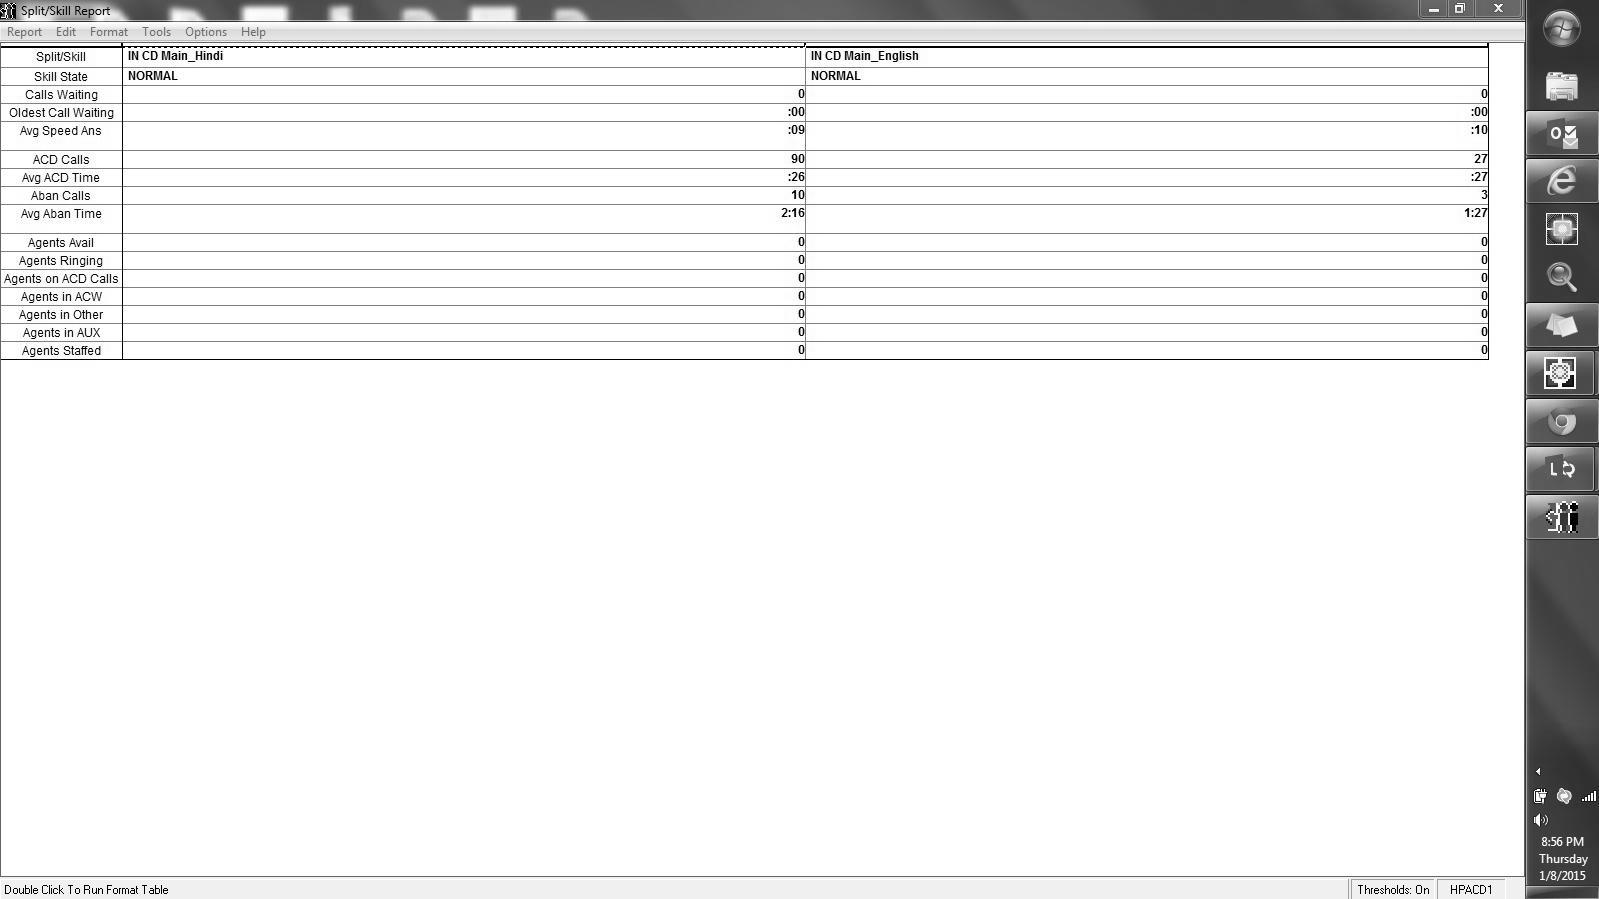 Split/Skill Report
Report Edit Format Tools Options Help
Split/Skill IN CD Main_Hindi IN CD Main_English
Skill State NORMAL NORMAL
Calls Waiting 0 0
Oldest Call Waiting :00 :00
Avg Speed Ans :09 :10
ACD Calls 90 27
Avg ACD Time :26 :27
Aban Calls 10 3
Avg Aban Time 2:16 1:27
Agents Avail 0 0
Agents Ringing 0 0
Agents on ACD Calls 0 0
Agents in ACW 0 0
Agents in Other 0 0
Agents in AUX 0 0
Agents Staffed 0 0
8:56 PM
Thursday
1/8/2015
Double Click To Run Format Table Thresholds: On HPACD1